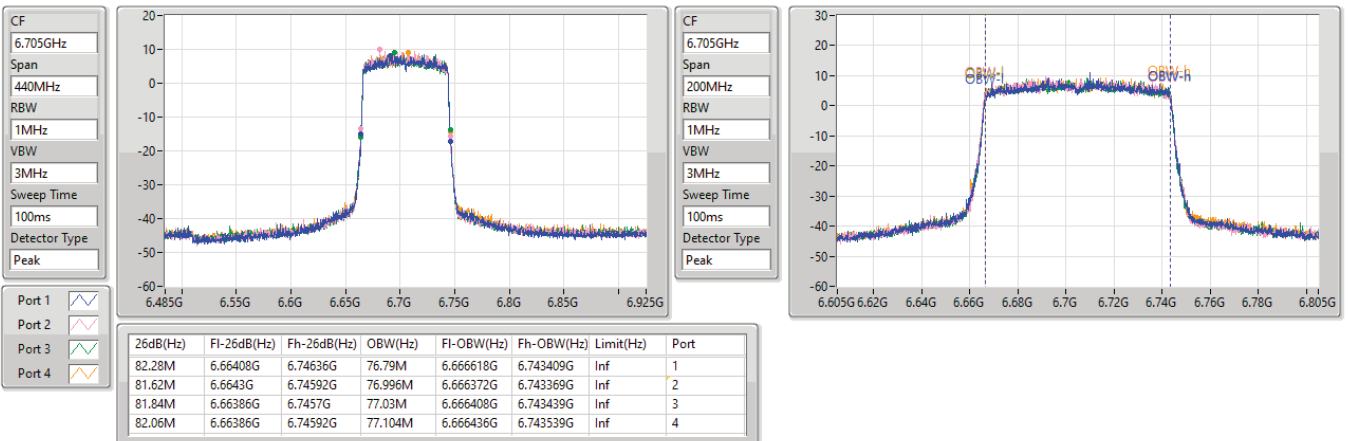 CF
6.705GHz
Span
440MHz
RBW
1MHz
VBW
3MHz
Sweep Time
100ms
Detector Type
Peak
20
10
0
-10
-20
-30
-40
-50
-60
6.485G 6.55G 6.6G 6.65G 6.7G 6.75G 6.8G 6.85G 6.925G
CF
6.705GHz
Span
200MHz
RBW
1MHz
VBW
3MHz
Sweep Time
100ms
Detector Type
Peak
30
20
10
0
-10
-20
-30
-40
-50
-60
OBW-l OBW-h
6.605G 6.62G 6.64G 6.66G 6.68G 6.7G 6.72G 6.74G 6.76G 6.78G 6.805G
Port 1
Port 2
Port 3
Port 4
26dB(Hz) Fl-26dB(Hz) Fh-26dB(Hz) OBW(Hz) Fl-OBW(Hz) Fh-OBW(Hz) Limit(Hz) Port
82.28M 6.66408G 6.74636G 76.79M 6.666618G 6.743409G Inf 1
81.62M 6.6643G 6.74592G 76.996M 6.666372G 6.743369G Inf 2
81.84M 6.66386G 6.7457G 77.03M 6.666408G 6.743439G Inf 3
82.06M 6.66386G 6.74592G 77.104M 6.666436G 6.743539G Inf 4